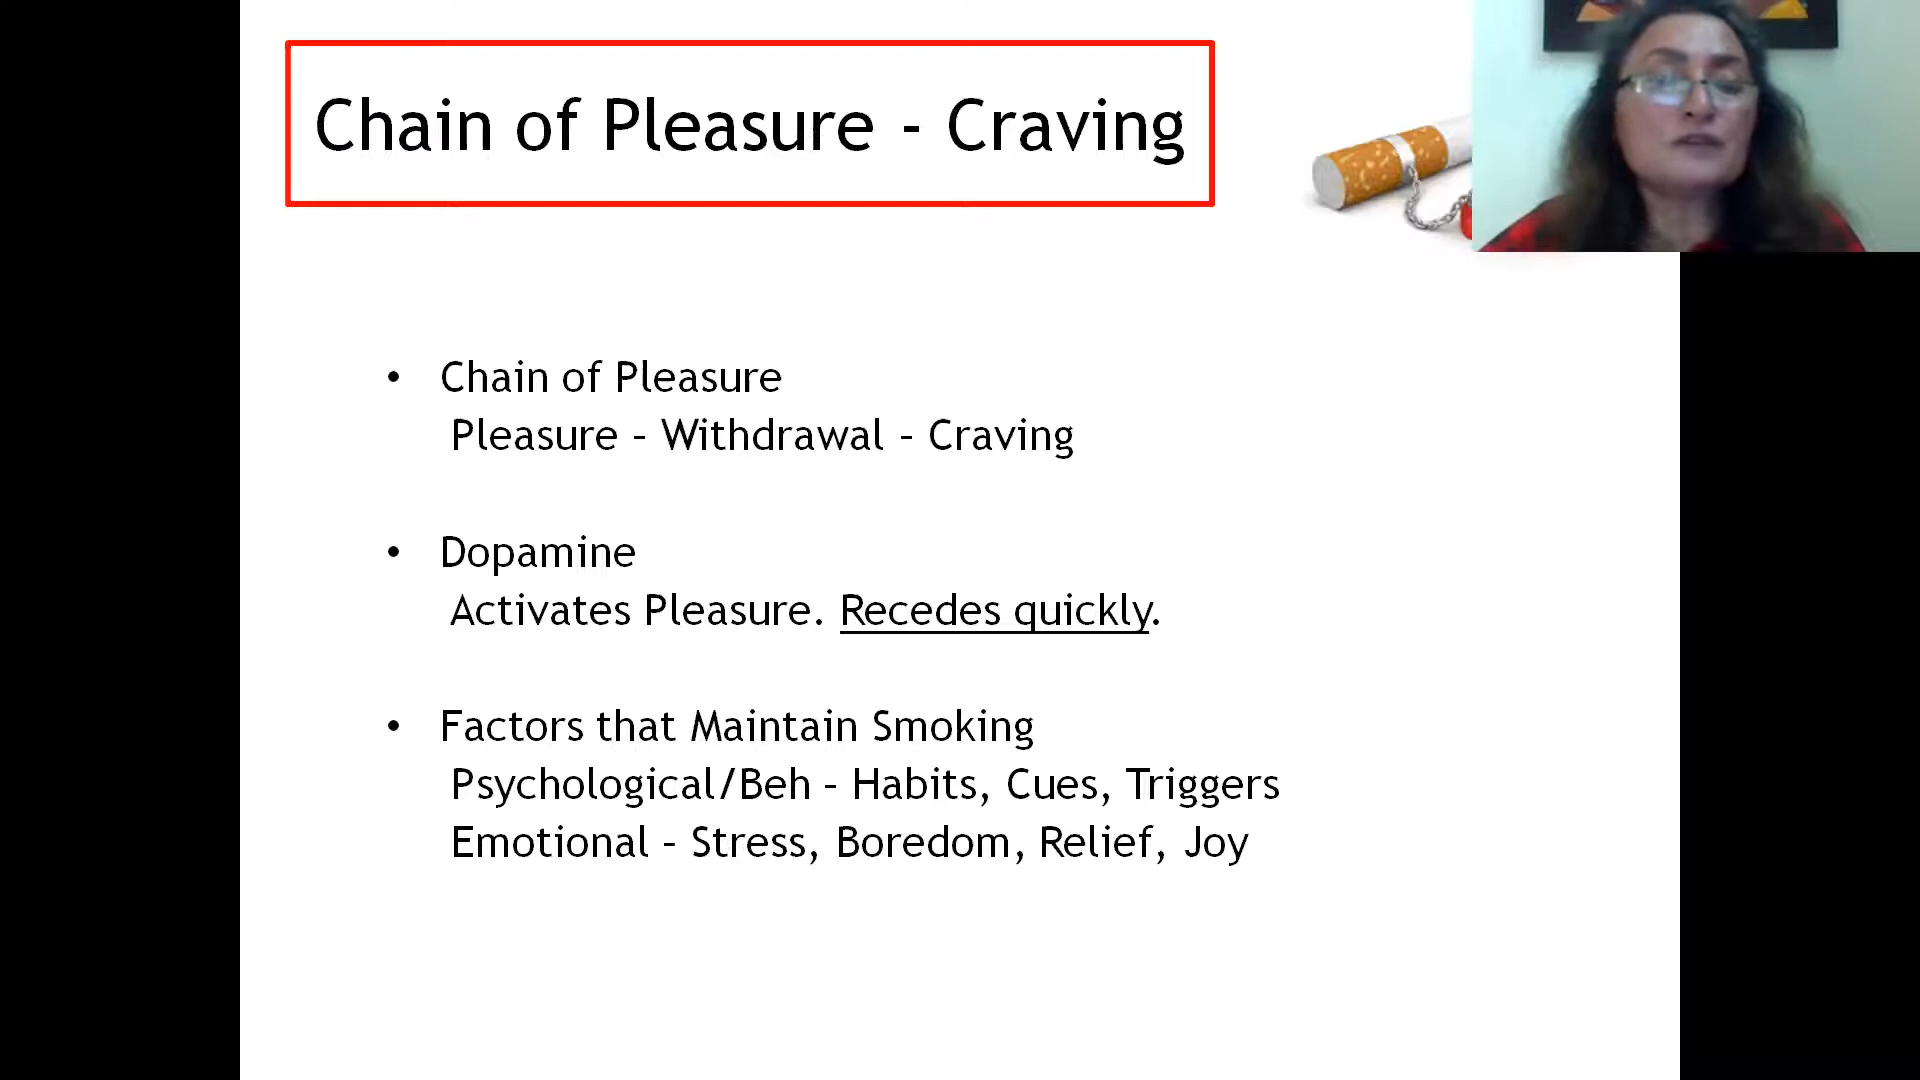 Chain of Pleasure - Craving
• Chain of Pleasure
Pleasure – Withdrawal – Craving
• Dopamine
Activates Pleasure. Recedes quickly.
• Factors that Maintain Smoking
Psychological/Beh – Habits, Cues, Triggers
Emotional – Stress, Boredom, Relief, Joy